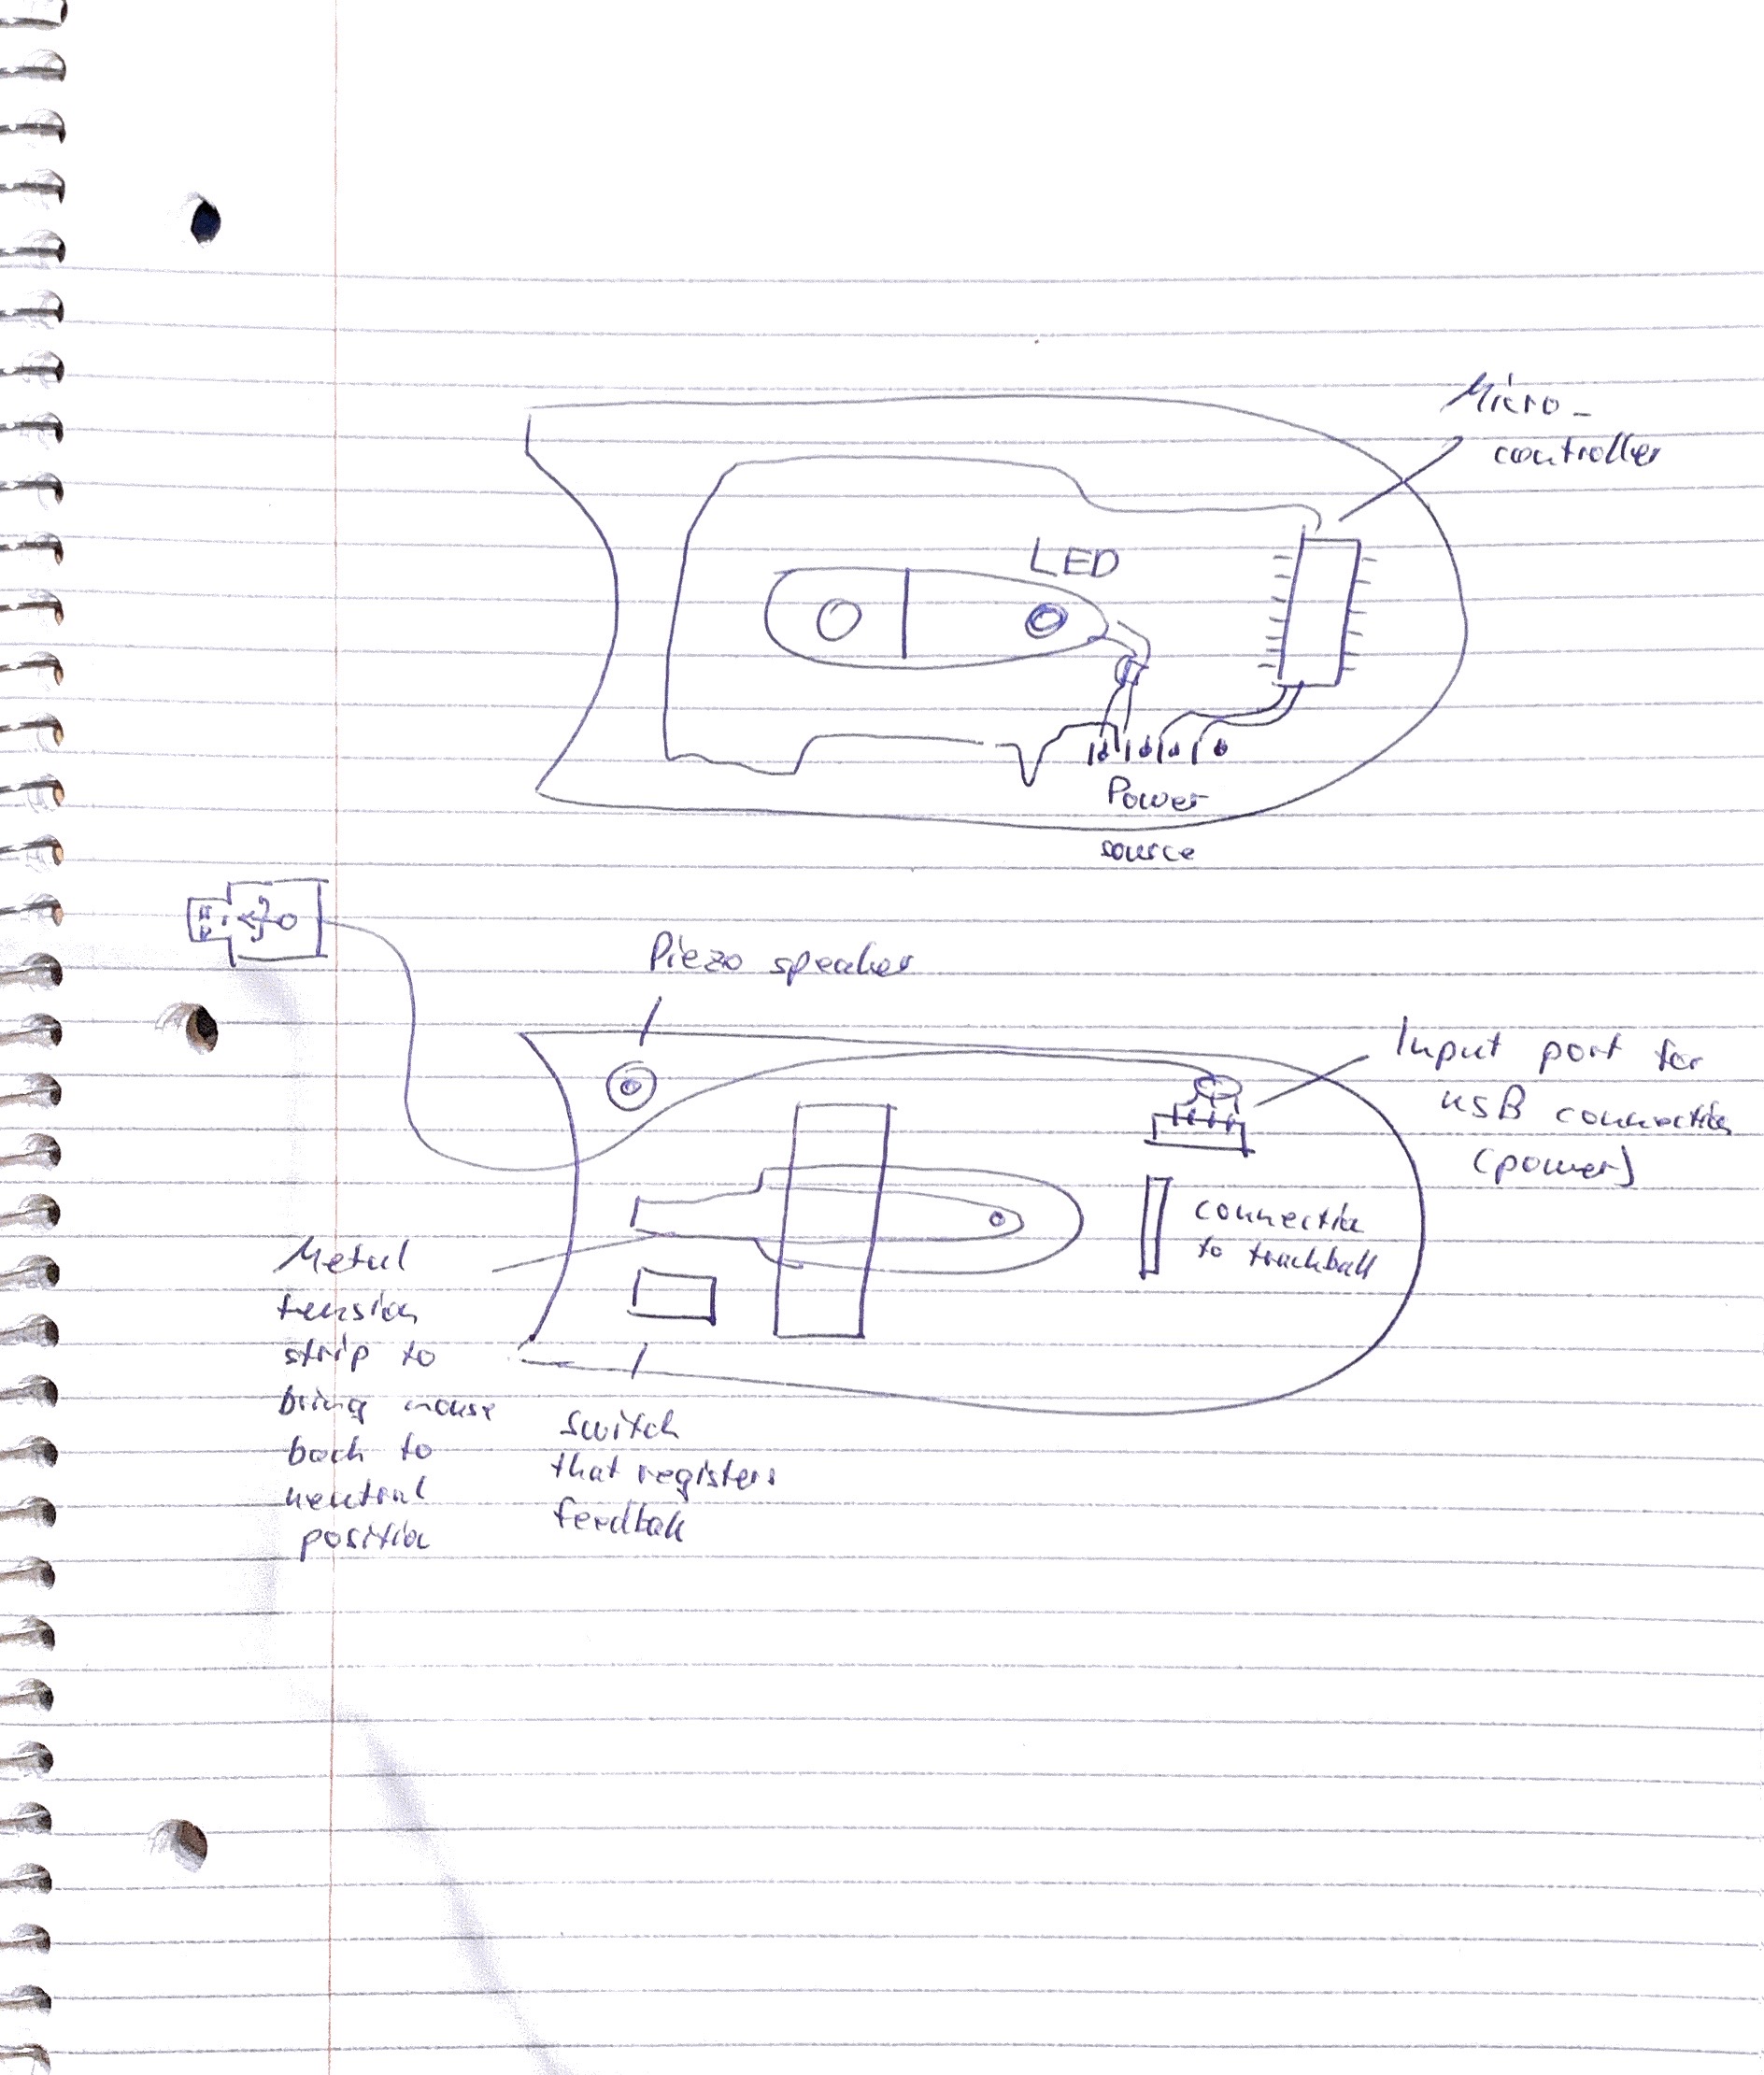 Micro-
controller
LED
Power
source
Piezo speaker
Input port for
USB connection
(power)
connection
to trackball
Metal
tension
strip to
bring mouse
back to
neutral
position
switch
that registers
feedback